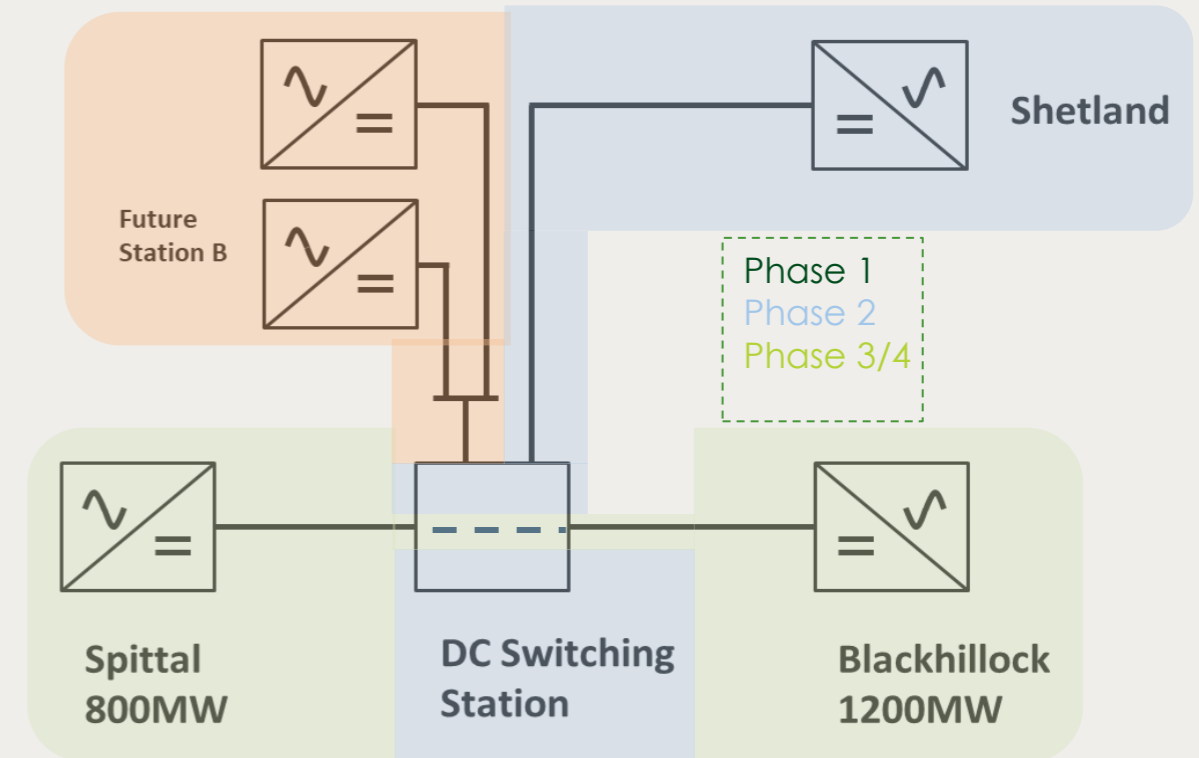 Shetland
Future
Station B
Phase 1
Phase 2
Phase 3/4
Spittal
800MW
DC Switching
Station
Blackhillock
1200MW